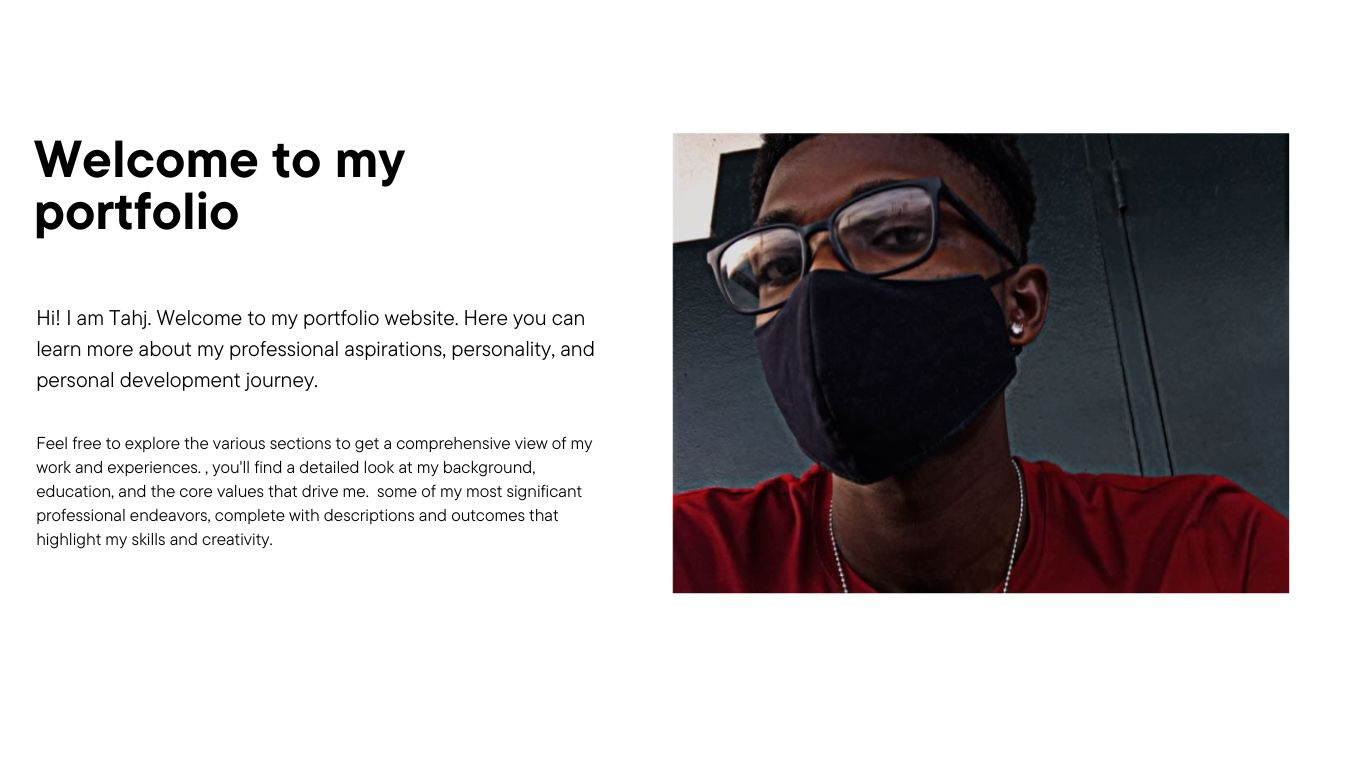 Welcome to my
portfolio
Hi! I am Tahj. Welcome to my portfolio website. Here you can
learn more about my professional aspirations, personality, and
personal development journey.
Feel free to explore the various sections to get a comprehensive view of my
work and experiences. , you'll find a detailed look at my background,
education, and the core values that drive me.  some of my most significant
professional endeavors, complete with descriptions and outcomes that
highlight my skills and creativity.